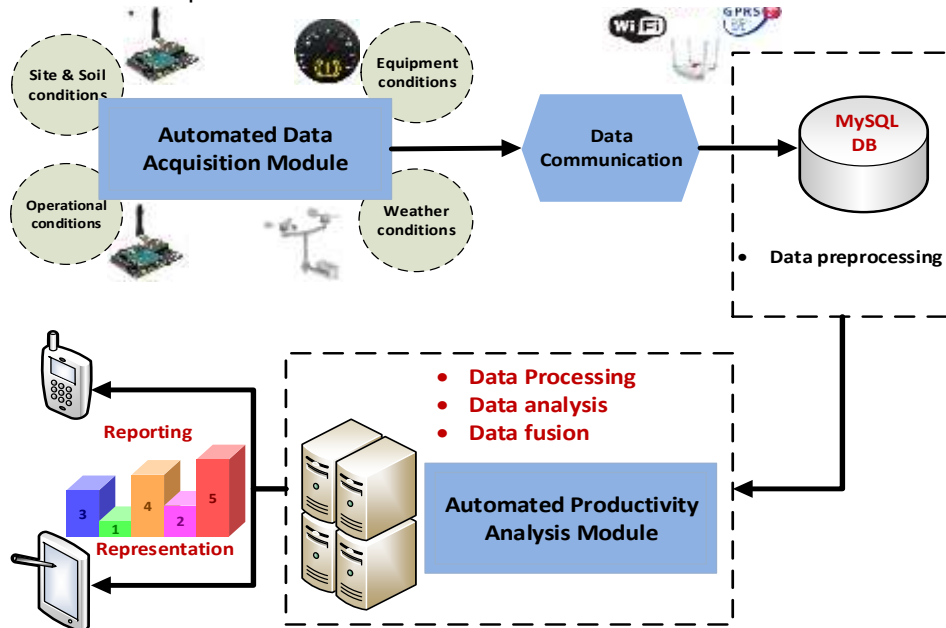 Wi Fi
GPRS
Site & Soil
conditions
Equipment
conditions
Automated Data
Acquisition Module
Data
Communication
MySQL
DB
Operational
conditions
Weather
conditions
• Data preprocessing
• Data Processing
• Data analysis
• Data fusion
Reporting
3
1
4
2
5
Representation
Automated Productivity
Analysis Module